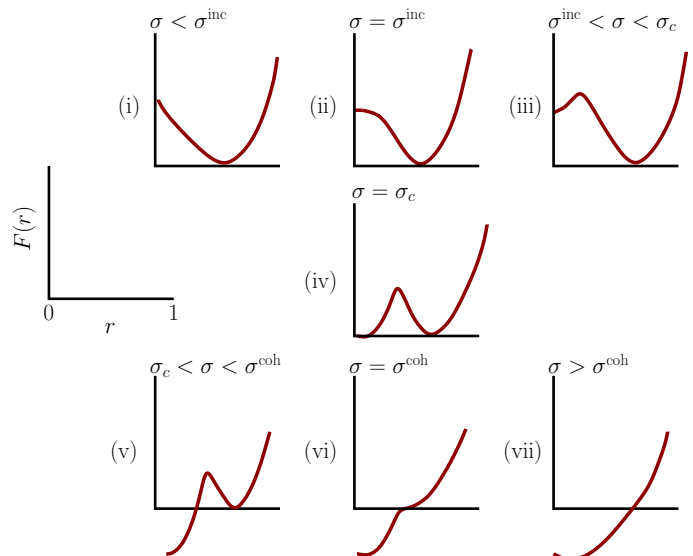 σ < σ^inc
σ = σ^inc
σ^inc < σ < σ_c
(i)
(ii)
(iii)
F(r)
0
r
1
σ = σ_c
(iv)
σ_c < σ < σ^coh
σ = σ^coh
σ > σ^coh
(v)
(vi)
(vii)